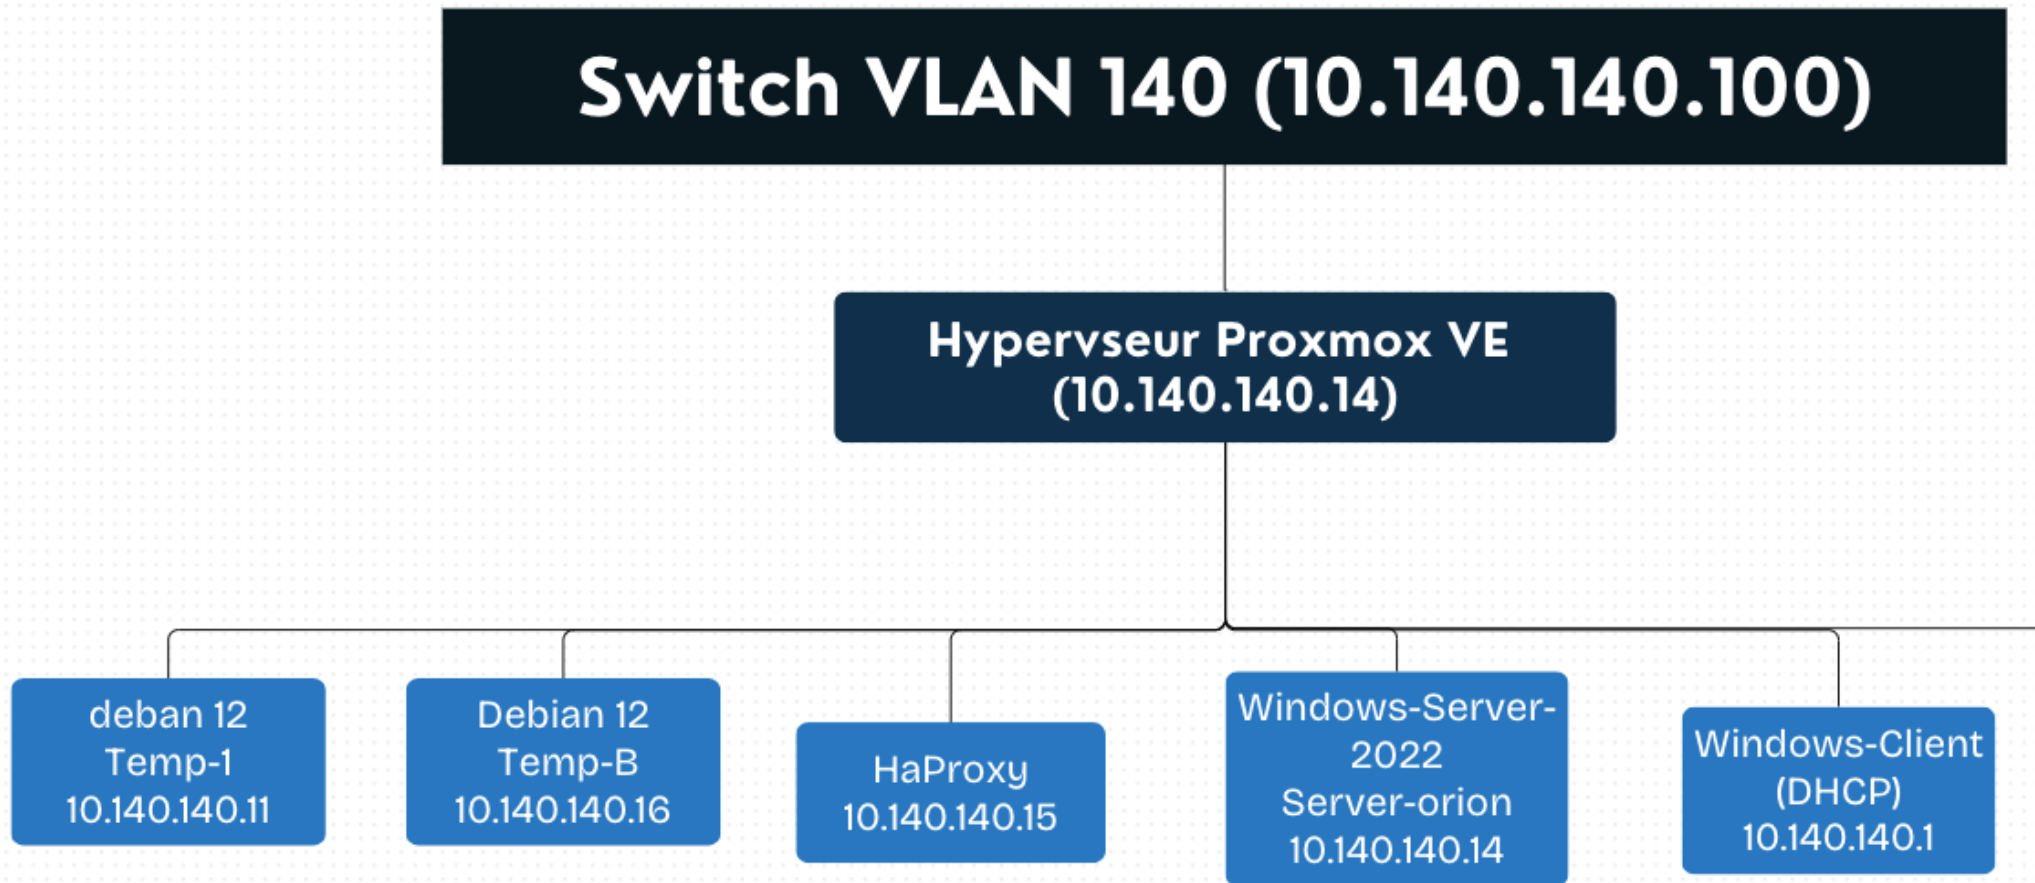 Switch VLAN 140 (10.140.140.100)
Hypervseur Proxmox VE
(10.140.140.14)
deban 12
Temp-1
10.140.140.11
Debian 12
Temp-B
10.140.140.16
HaProxy
10.140.140.15
Windows-Server-
2022
Server-orion
10.140.140.14
Windows-Client
(DHCP)
10.140.140.1